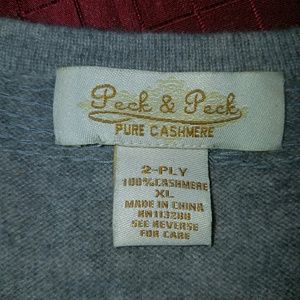 Peck & Peck
PURE CASHMERE
2-PLY
100%CASHMERE
XL
MADE IN CHINA
RN113288
SEE REVERSE
FOR CARE